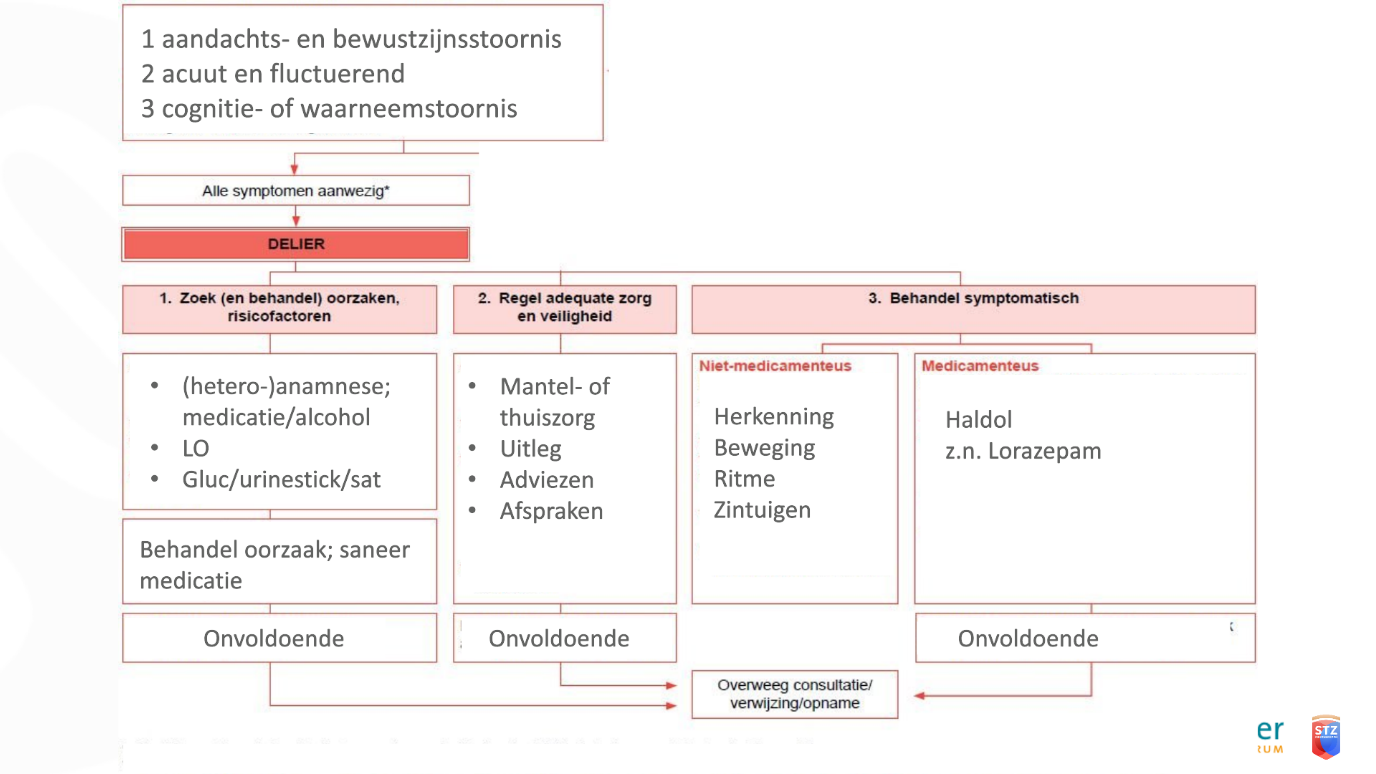 1 aandachts- en bewustzijnsstoornis
2 acuut en fluctuerend
3 cognitie- of waarneemstoornis
Alle symptomen aanwezig*
DELIER
1. Zoek (en behandel) oorzaken,
risicofactoren
2. Regel adequate zorg
en veiligheid
3. Behandel symptomatisch
• (hetero-)anamnese;
medicatie/alcohol
• LO
• Gluc/urinestick/sat
Behandel oorzaak; saneer
medicatie
Onvoldoende
• Mantel- of
thuiszorg
• Uitleg
• Adviezen
• Afspraken
Onvoldoende
Niet-medicamenteus
Herkenning
Beweging
Ritme
Zintuigen
Medicamenteus
Haldol
z.n. Lorazepam
Onvoldoende
Overweeg consultatie/
verwijzing/opname
er
RUM
STZ